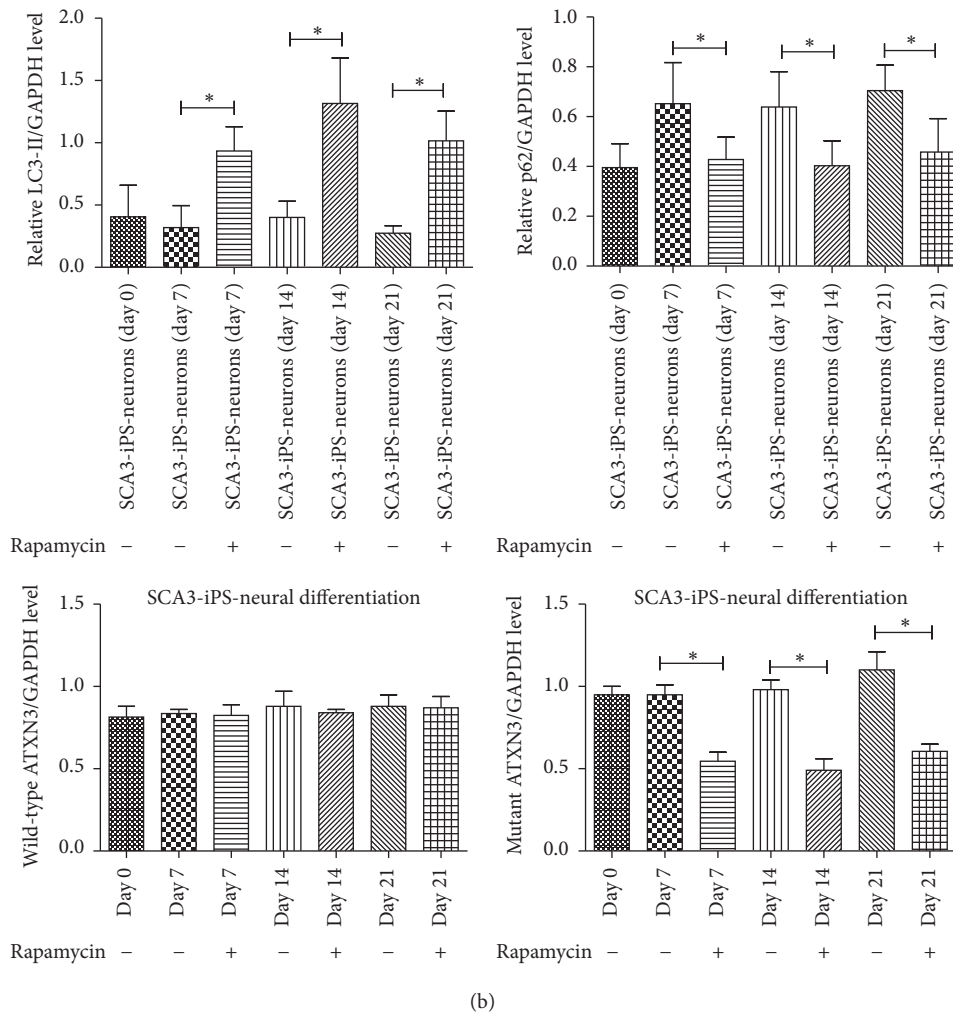 Relative LC3-II/GAPDH level
2.0
1.5
1.0
0.5
0.0
* * *
SCA3-iPS-neurons (day 0)
SCA3-iPS-neurons (day 7)
SCA3-iPS-neurons (day 7)
SCA3-iPS-neurons (day 14)
SCA3-iPS-neurons (day 14)
SCA3-iPS-neurons (day 21)
SCA3-iPS-neurons (day 21)
Rapamycin − − + − + − +
Relative p62/GAPDH level
1.0
0.8
0.6
0.4
0.2
0.0
* * *
SCA3-iPS-neurons (day 0)
SCA3-iPS-neurons (day 7)
SCA3-iPS-neurons (day 7)
SCA3-iPS-neurons (day 14)
SCA3-iPS-neurons (day 14)
SCA3-iPS-neurons (day 21)
SCA3-iPS-neurons (day 21)
Rapamycin − − + − + − +
SCA3-iPS-neural differentiation
Wild-type ATXN3/GAPDH level
1.5
1.0
0.5
0.0
Day 0
Day 7
Day 7
Day 14
Day 14
Day 21
Day 21
Rapamycin − − + − + − +
SCA3-iPS-neural differentiation
Mutant ATXN3/GAPDH level
1.5
1.0
0.5
0.0
* * *
Day 0
Day 7
Day 7
Day 14
Day 14
Day 21
Day 21
Rapamycin − − + − + − +
(b)